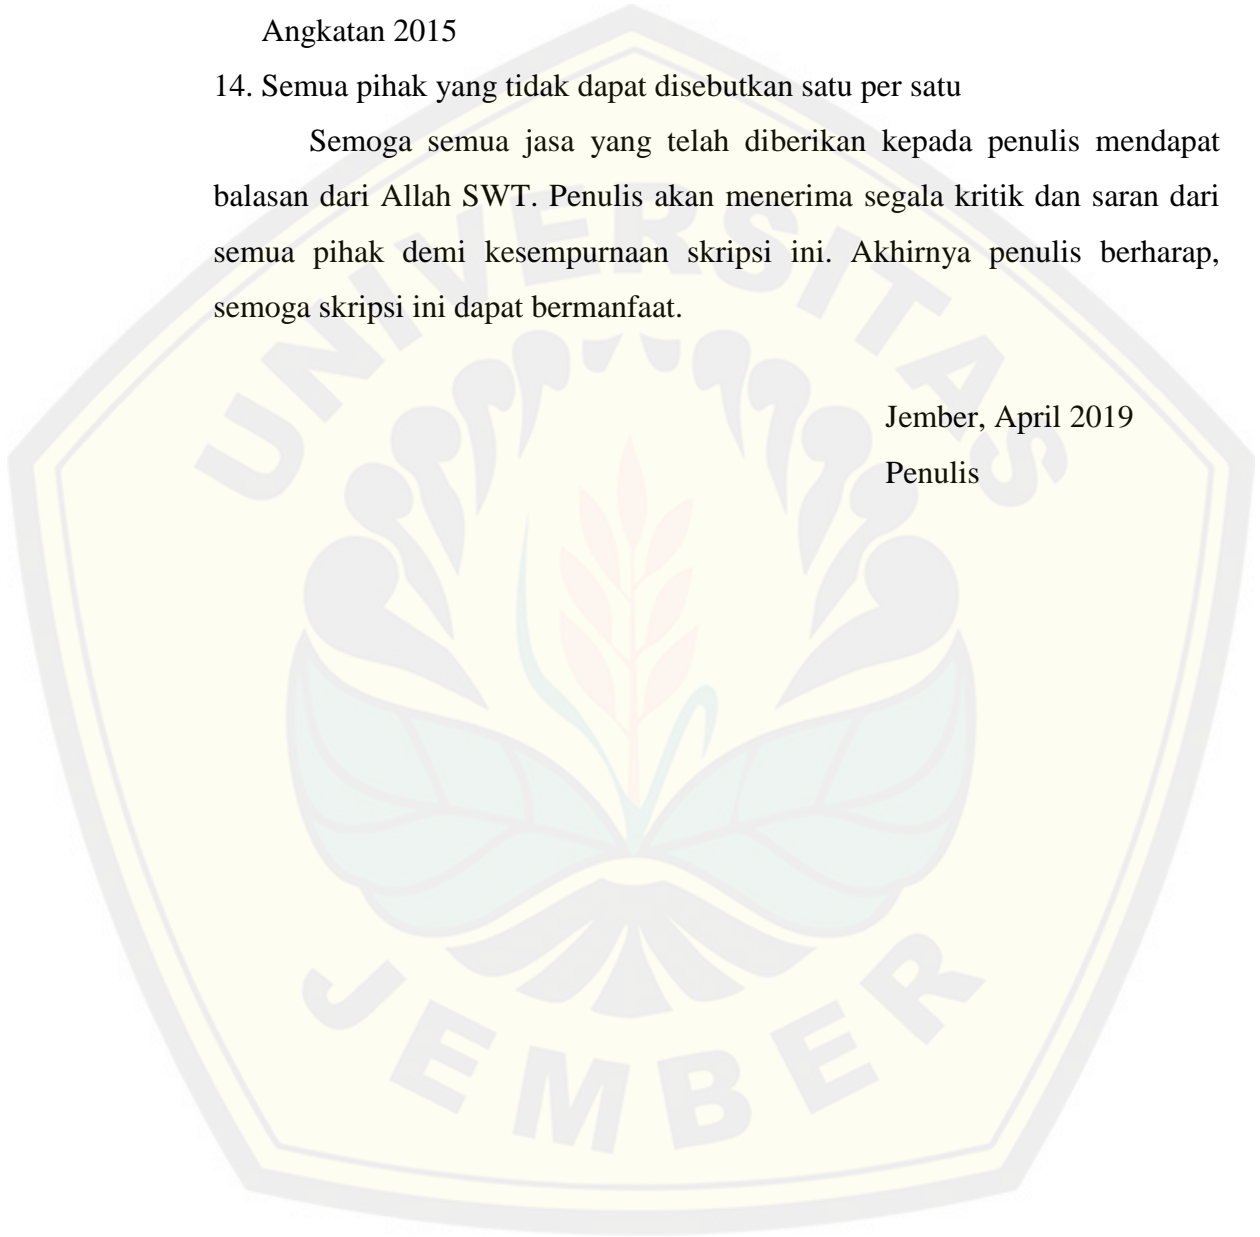 Angkatan 2015
14. Semua pihak yang tidak dapat disebutkan satu per satu
Semoga semua jasa yang telah diberikan kepada penulis mendapat
balasan dari Allah SWT. Penulis akan menerima segala kritik dan saran dari
semua pihak demi kesempurnaan skripsi ini. Akhirnya penulis berharap,
semoga skripsi ini dapat bermanfaat.
Jember, April 2019
Penulis
UNIVERSITAS
JEMBER